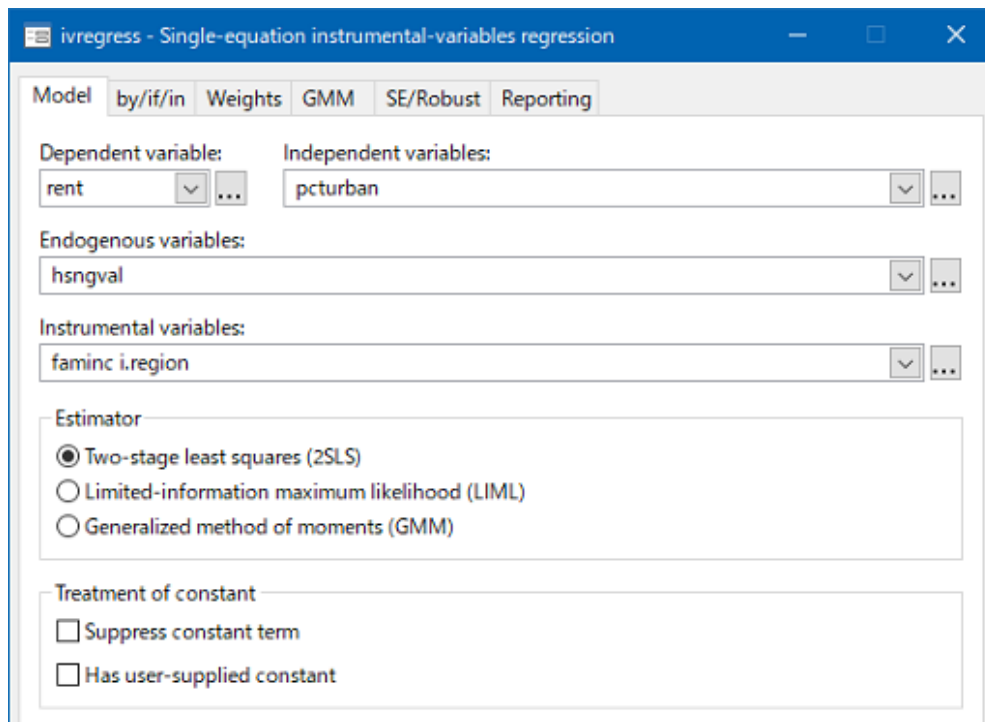 ivregress - Single-equation instrumental-variables regression
Model by/if/in Weights GMM SE/Robust Reporting
Dependent variable: Independent variables:
rent ... pcturban ...
Endogenous variables:
hsngval ...
Instrumental variables:
faminc i.region ...
Estimator
Two-stage least squares (2SLS)
Limited-information maximum likelihood (LIML)
Generalized method of moments (GMM)
Treatment of constant
Suppress constant term
Has user-supplied constant